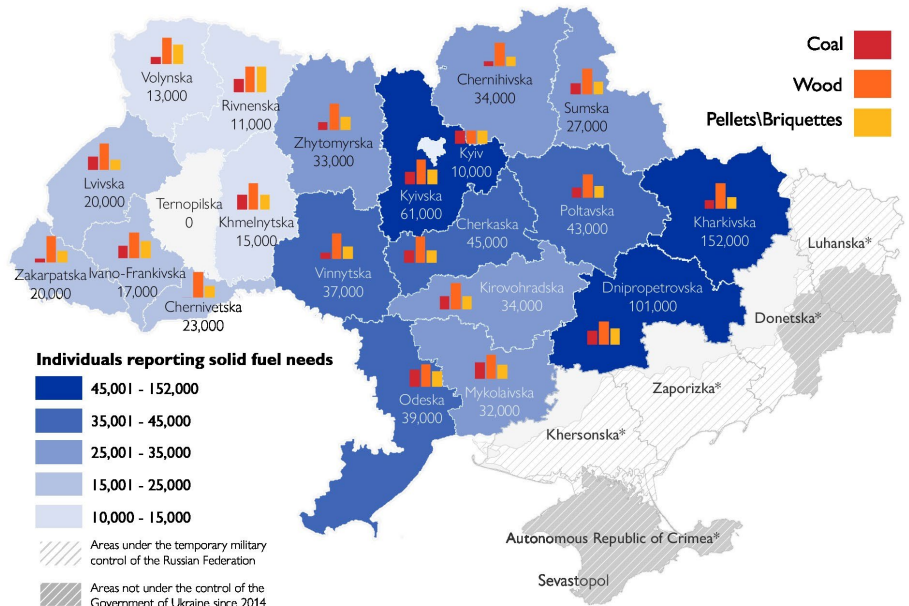 Coal
Wood
Pellets\Briquettes
Volynska
13,000
Rivnenska
11,000
Zhytomyrska
33,000
Chernihivska
34,000
Sumska
27,000
Kyiv
10,000
Kyivska
61,000
Lvivska
20,000
Ternopilska
0
Khmelnytska
15,000
Cherkaska
45,000
Poltavska
43,000
Kharkivska
152,000
Luhanska*
Zakarpatska
20,000
Ivano-Frankivska
17,000
Chernivetska
23,000
Vinnytska
37,000
Kirovohradska
34,000
Dnipropetrovska
101,000
Donetska*
Odeska
39,000
Mykolaivska
32,000
Zaporizka*
Khersonska*
Autonomous Republic of Crimea*
Sevastopol
Individuals reporting solid fuel needs
45,001 - 152,000
35,001 - 45,000
25,001 - 35,000
15,001 - 25,000
10,000 - 15,000
Areas under the temporary military
control of the Russian Federation
Areas not under the control of the
Government of Ukraine since 2014